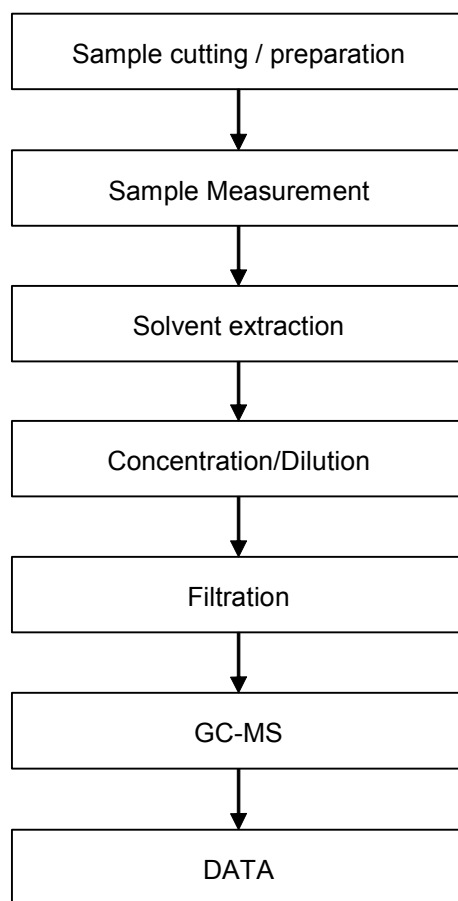 Sample cutting / preparation
Sample Measurement
Solvent extraction
Concentration/Dilution
Filtration
GC-MS
DATA